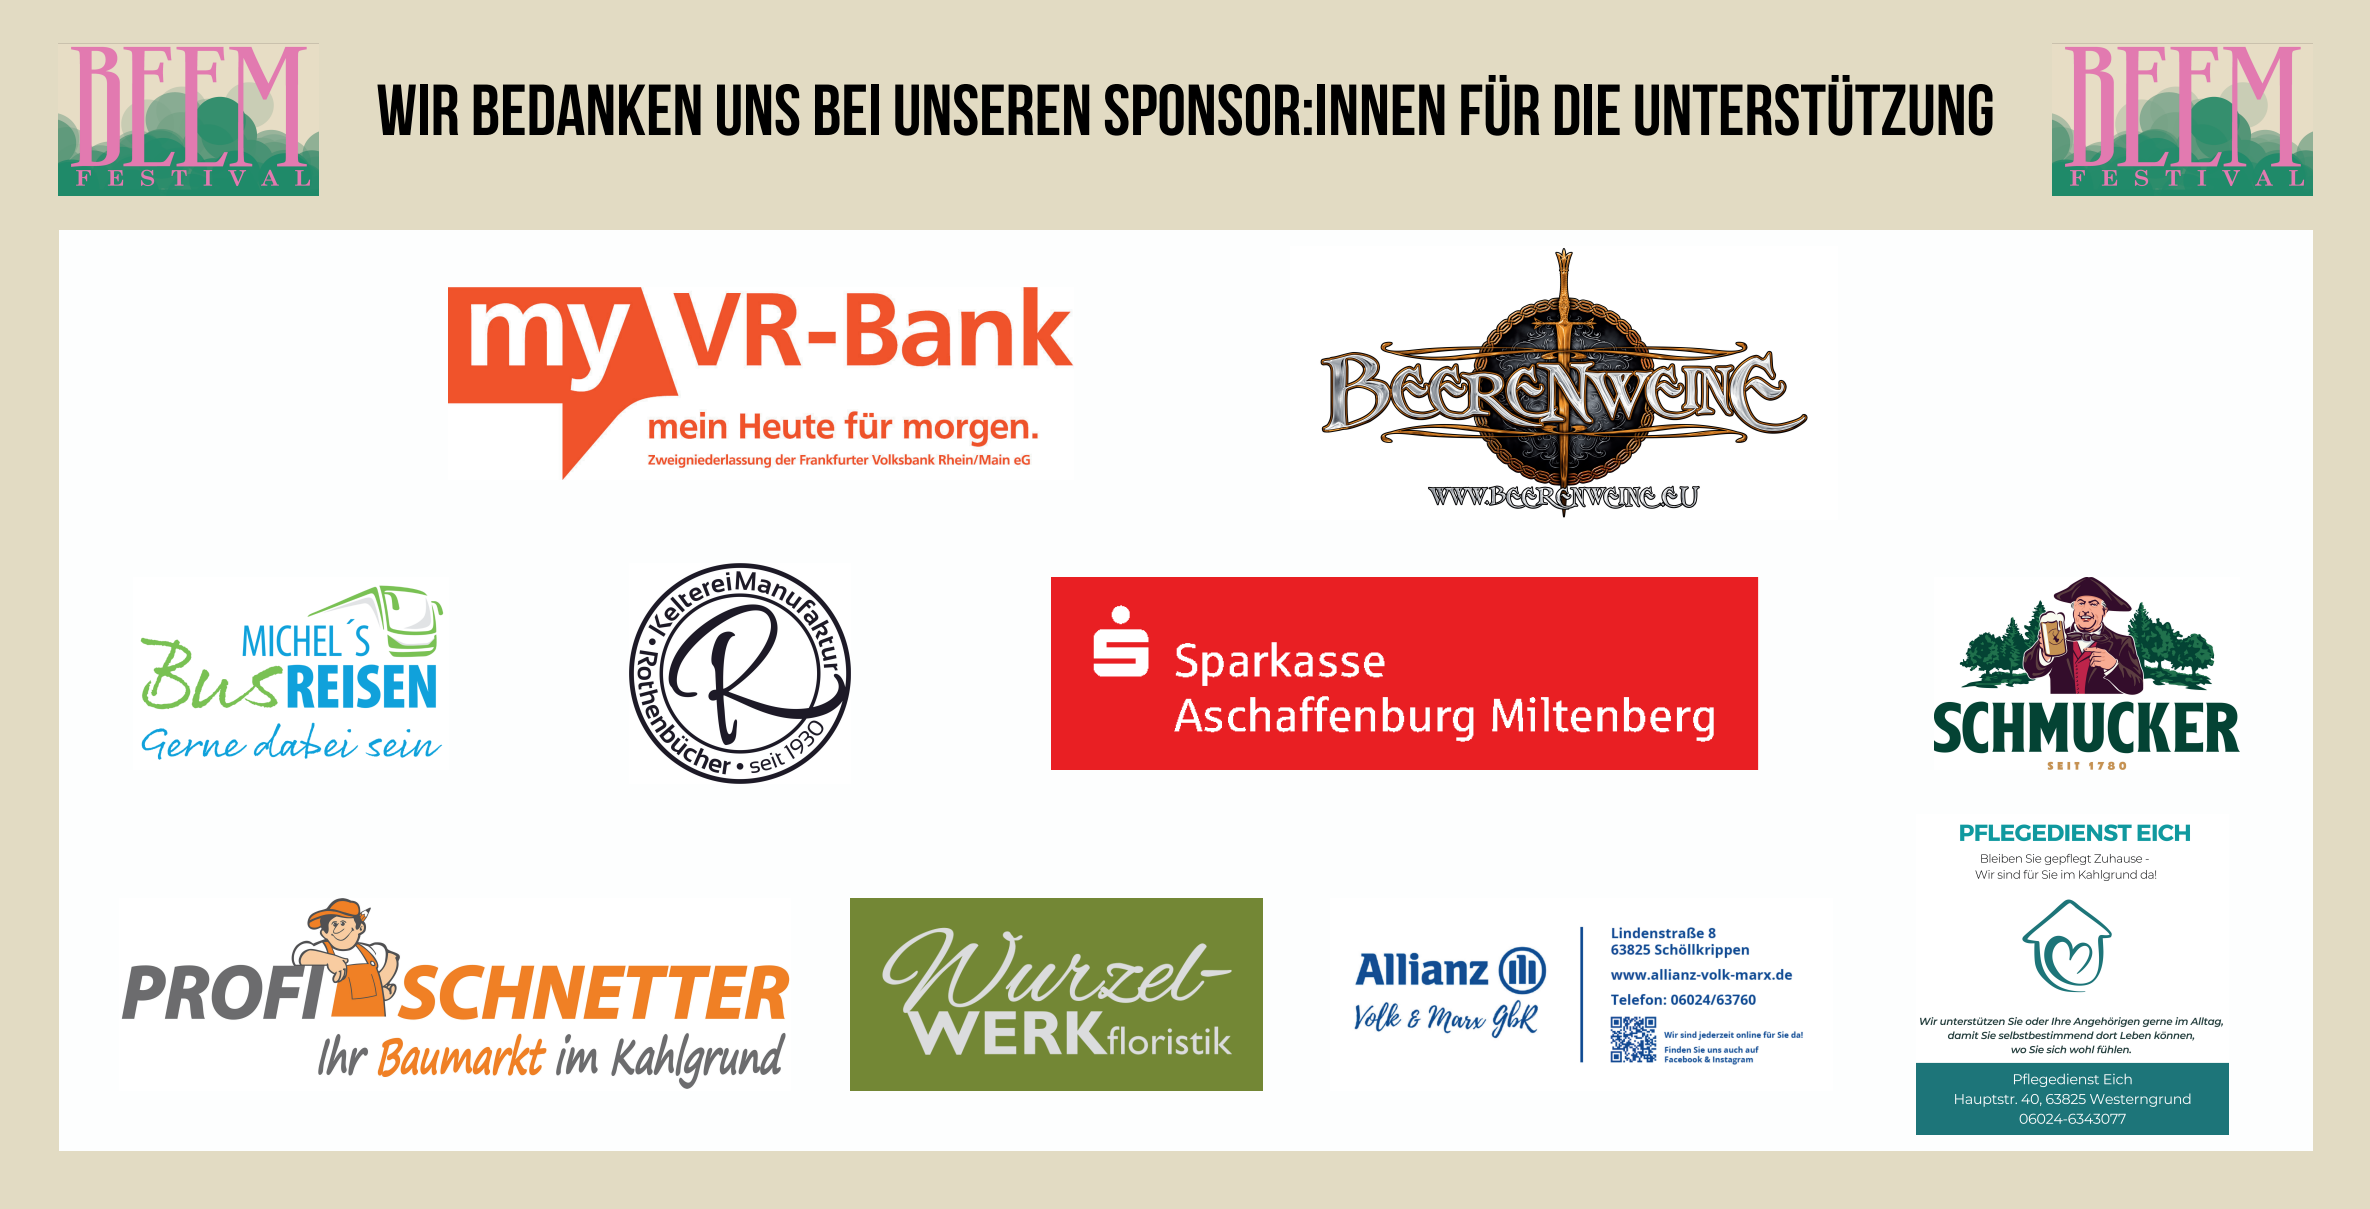 BEEM
FESTIVAL
WIR BEDANKEN UNS BEI UNSEREN SPONSOR:INNEN FÜR DIE UNTERSTÜTZUNG
BEEM
FESTIVAL
my VR-Bank
mein Heute für morgen.
Zweigniederlassung der Frankfurter Volksbank Rhein/Main eG
BEERENWEINE
WWW.BEERENWEINE.EU
MICHEL´S
BusREISEN
Gerne dabei sein
KeltereiManufaktur
R
Rothenbücher • seit 1930 •
Sparkasse
Aschaffenburg Miltenberg
SCHMUCKER
SEIT 1780
PROFI SCHNETTER
Ihr Baumarkt im Kahlgrund
Wurzel-
WERKfloristik
Allianz
Volk & Marx GbR
Lindenstraße 8
63825 Schöllkrippen
www.allianz-volk-marx.de
Telefon: 06024/63760
Wir sind jederzeit online für Sie da!
Finden Sie uns auch auf
Facebook & Instagram
PFLEGEDIENST EICH
Bleiben Sie gepflegt Zuhause -
Wir sind für Sie im Kahlgrund da!
Wir unterstützen Sie oder Ihre Angehörigen gerne im Alltag,
damit Sie selbstbestimmend dort Leben können,
wo Sie sich wohl fühlen.
Pflegedienst Eich
Hauptstr. 40, 63825 Westerngrund
06024-6343077